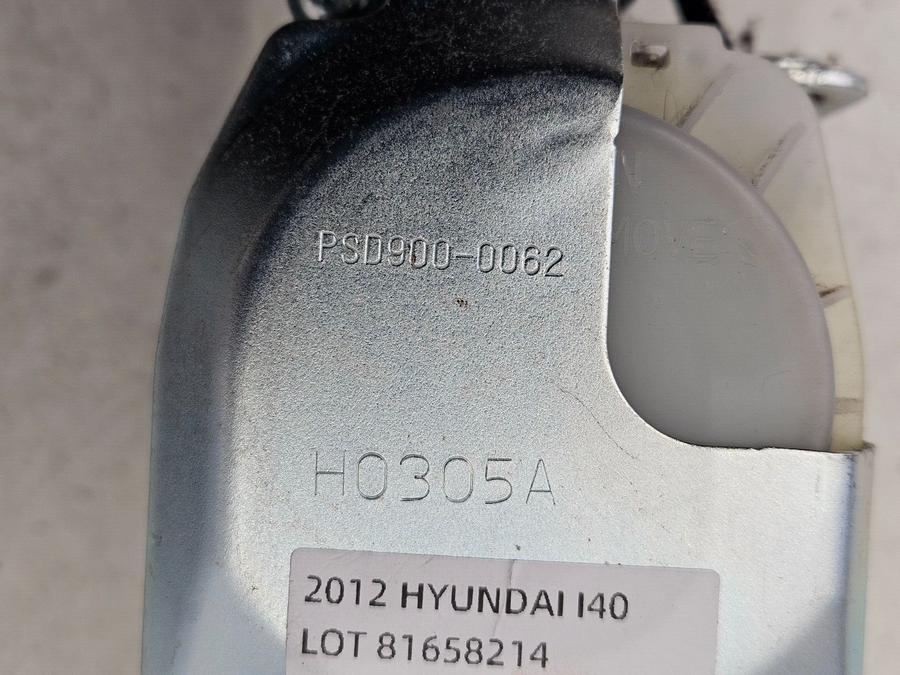 PSD900-0062
H0305A
2012 HYUNDAI I40
LOT 81658214